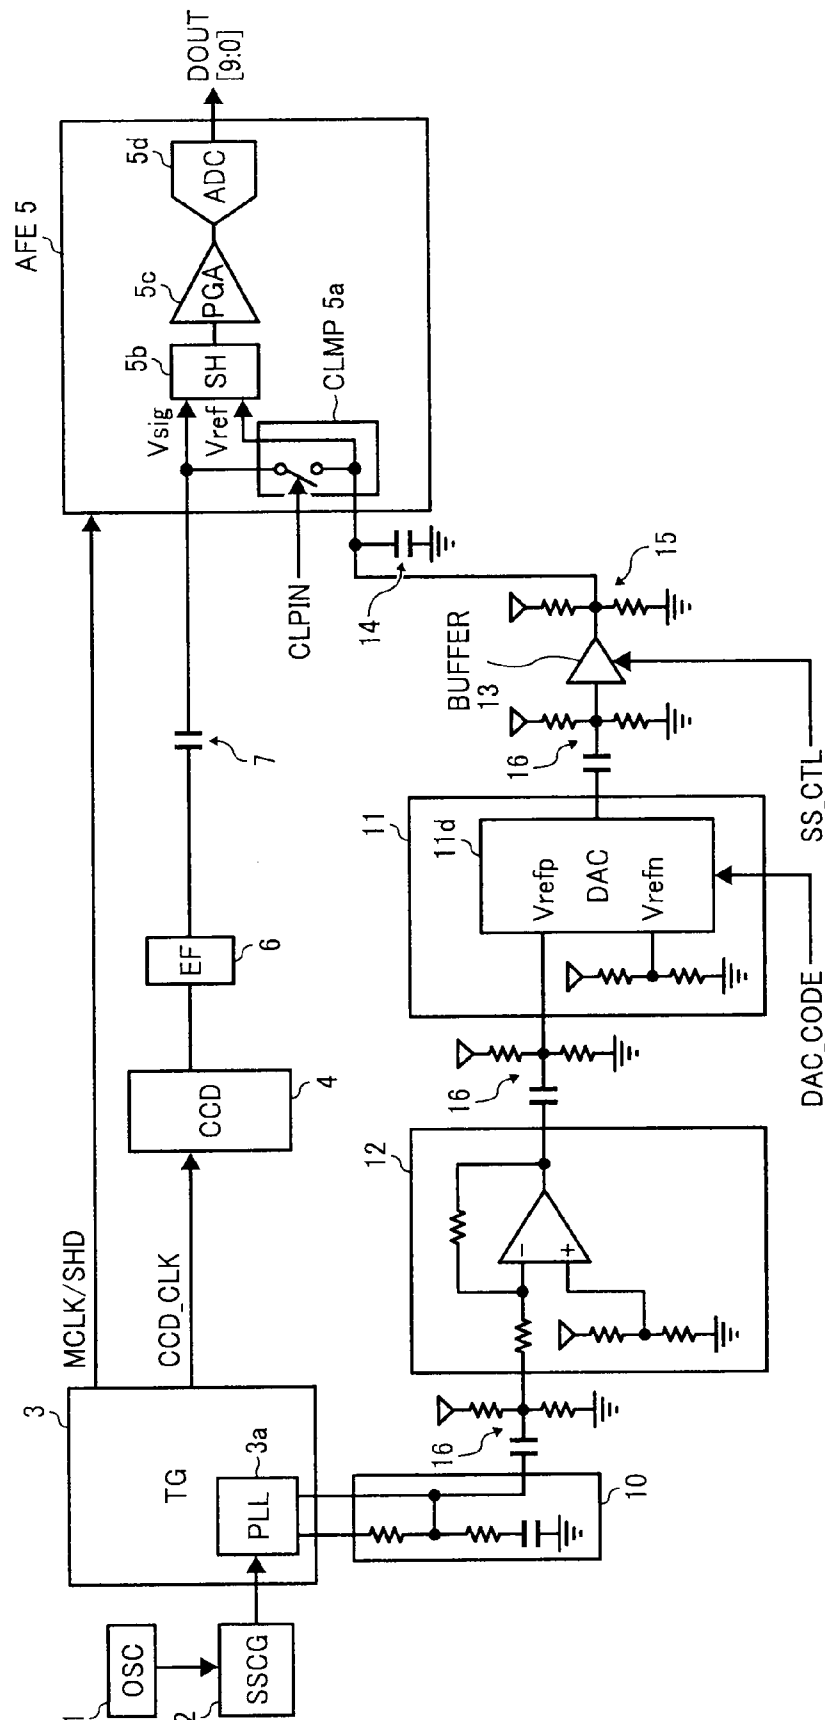 1
OSC
2
SSCG
3
TG
PLL
3a
MCLK/SHD
CCD_CLK
CCD
4
EF
6
7
AFE 5
Vsig
Vref
SH
5b
PGA
5c
ADC
5d
DOUT
[9:0]
CLMP 5a
CLPIN
10
16
12
-
+
16
11
11d
Vrefp
DAC
Vrefn
DAC_CODE
16
BUFFER
13
SS_CTL
14
15